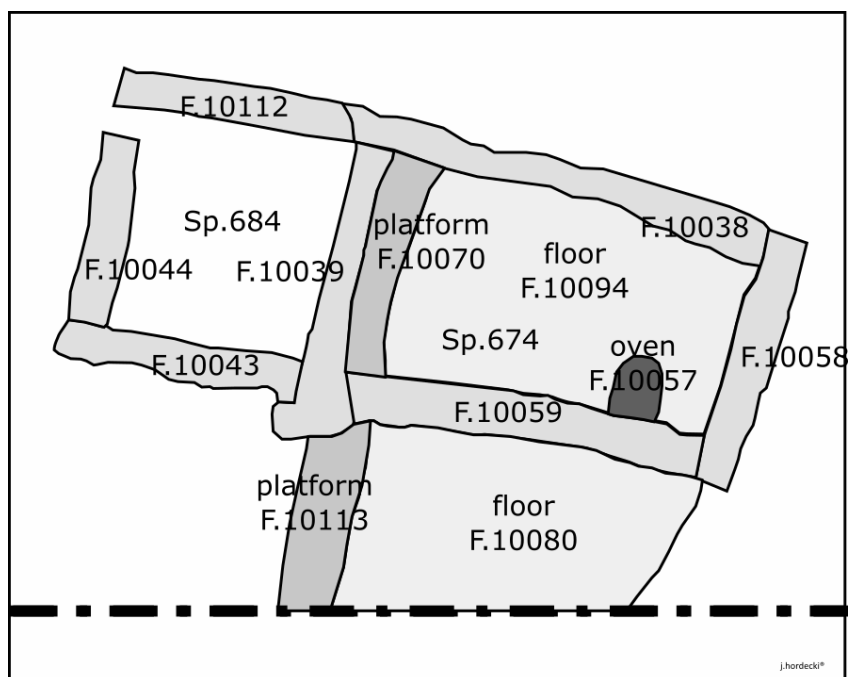 F.10112
Sp.684
F.10044
F.10039
F.10043
platform
F.10070
floor
F.10094
F.10038
Sp.674
oven
F.10057
F.10058
F.10059
platform
F.10113
floor
F.10080
j.hordecki®